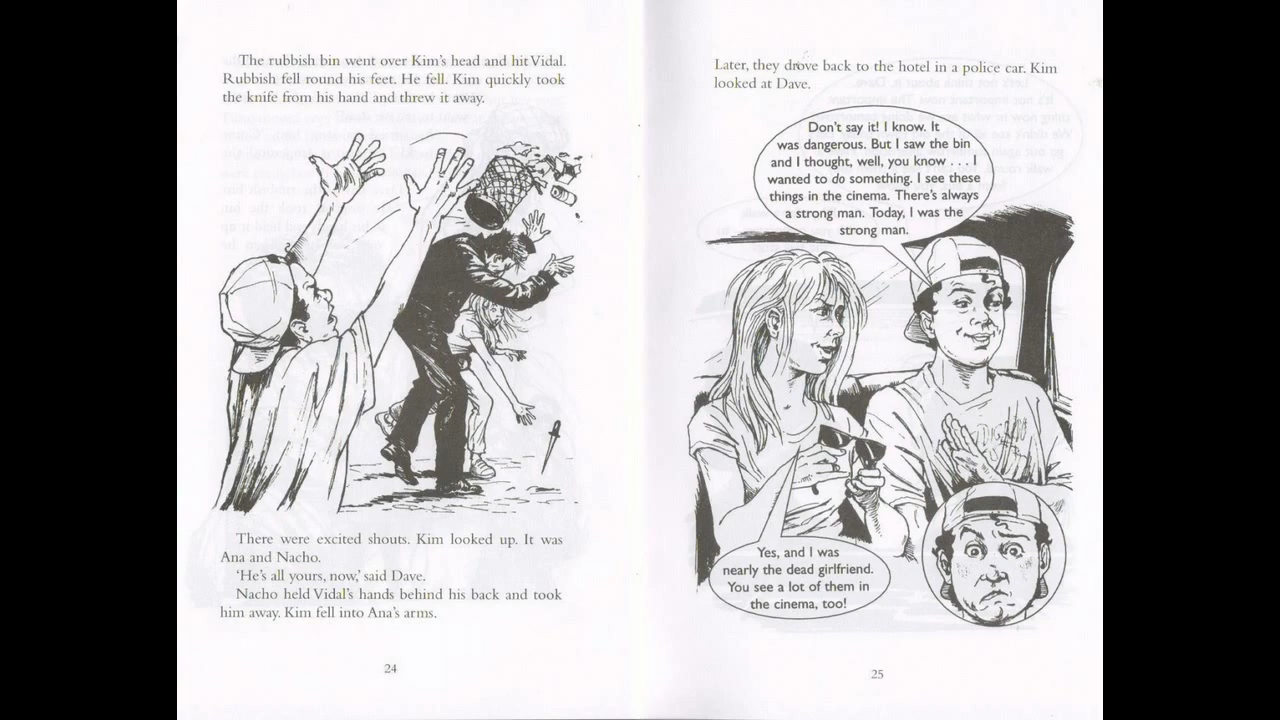 The rubbish bin went over Kim's head and hit Vidal.
Rubbish fell round his feet. He fell. Kim quickly took
the knife from his hand and threw it away.
There were excited shouts. Kim looked up. It was
Ana and Nacho.
'He's all yours, now,' said Dave.
Nacho held Vidal's hands behind his back and took
him away. Kim fell into Ana's arms.
24
Later, they drove back to the hotel in a police car. Kim
looked at Dave.
Don't say it! I know. It
was dangerous. But I saw the bin
and I thought, well, you know . . . I
wanted to do something. I see these
things in the cinema. There's always
a strong man. Today, I was the
strong man.
Yes, and I was
nearly the dead girlfriend.
You see a lot of them in
the cinema, too!
25